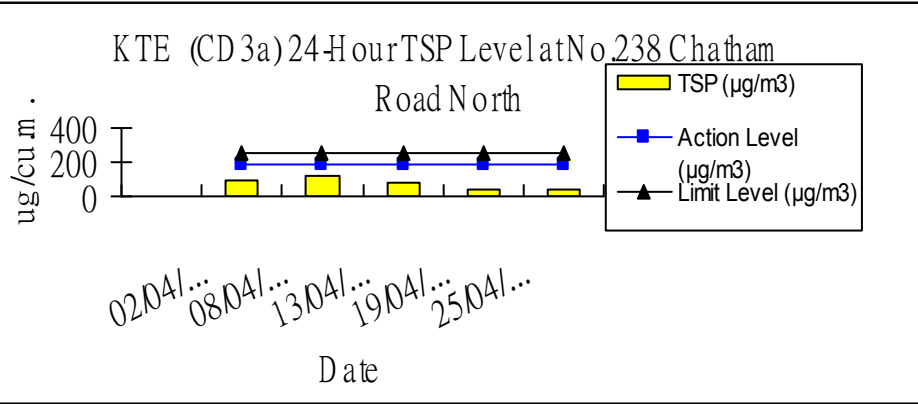 KTE (CD3a) 24-Hour TSP Level at No.238 Chatham
Road North
TSP (µg/m3)
Action Level
(µg/m3)
Limit Level (µg/m3)
ug/cu.m.
400
200
0
02/04/...
08/04/...
13/04/...
19/04/...
25/04/...
Date